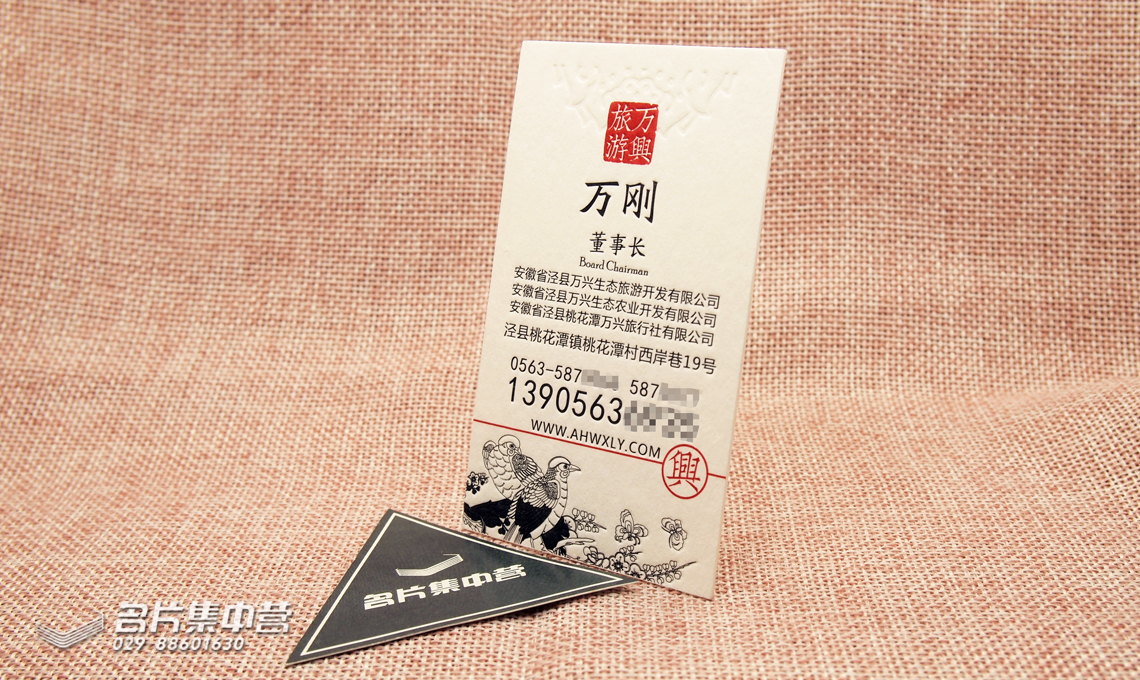 万興
旅游
万刚
董事长
Board Chairman
安徽省泾县万兴生态旅游开发有限公司
安徽省泾县万兴生态农业开发有限公司
安徽省泾县桃花潭万兴旅行社有限公司
泾县桃花潭镇桃花潭村西岸巷19号
0563-587 587
1390563
WWW.AHWXLY.COM
興
名片集中营
名片集中营
029 88601630